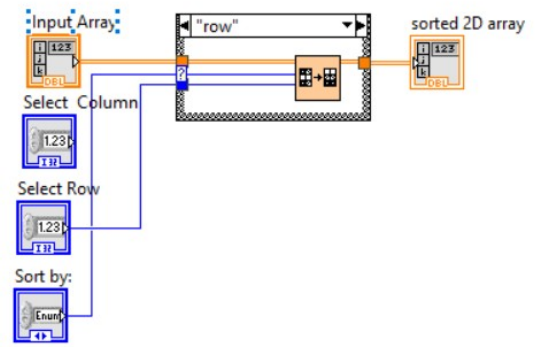 Input Array
"row"
sorted 2D array
i 123
j
k
DBL
?
i 123
j
k
DBL
Select Column
1.23
I32
Select Row
1.23
I32
Sort by:
Enum